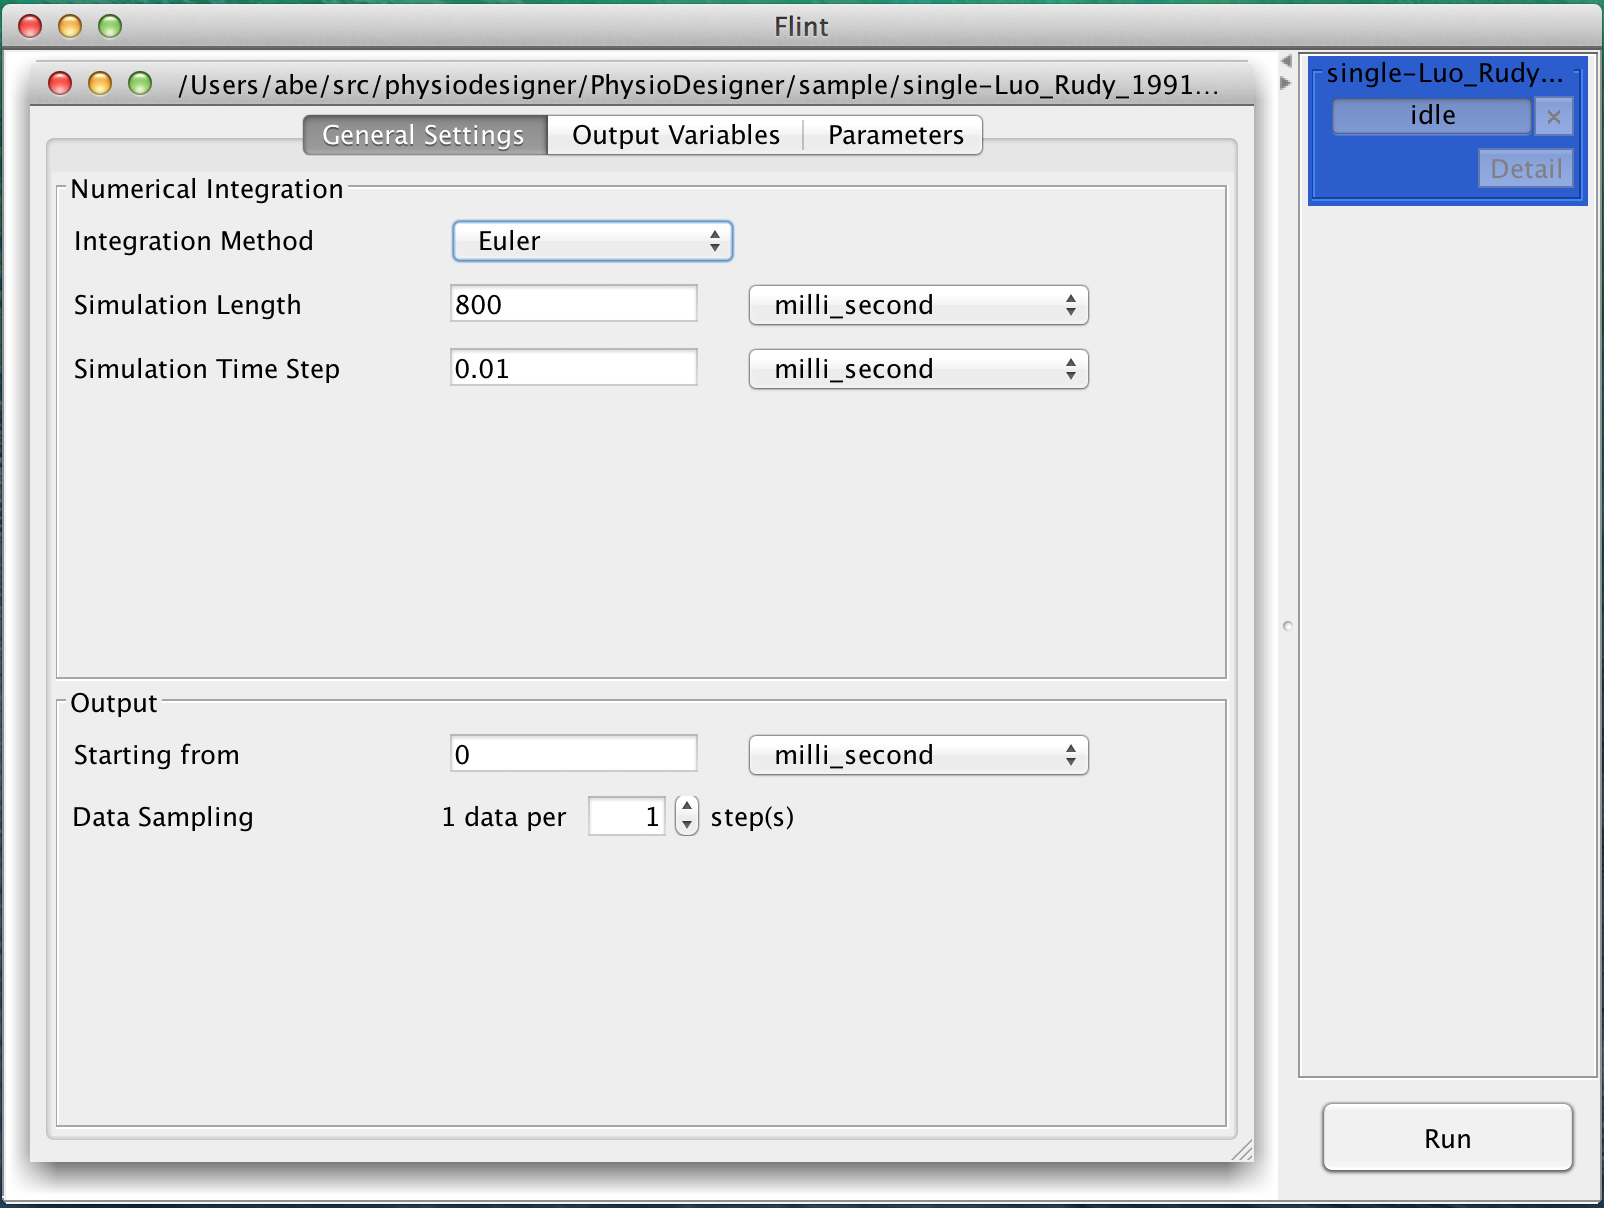 Flint
/Users/abe/src/physiodesigner/PhysioDesigner/sample/single-Luo_Rudy_1991...
General Settings Output Variables Parameters
Numerical Integration
Integration Method Euler
Simulation Length 800 milli_second
Simulation Time Step 0.01 milli_second
Output
Starting from 0 milli_second
Data Sampling 1 data per 1 step(s)
single-Luo_Rudy...
idle ×
Detail
Run